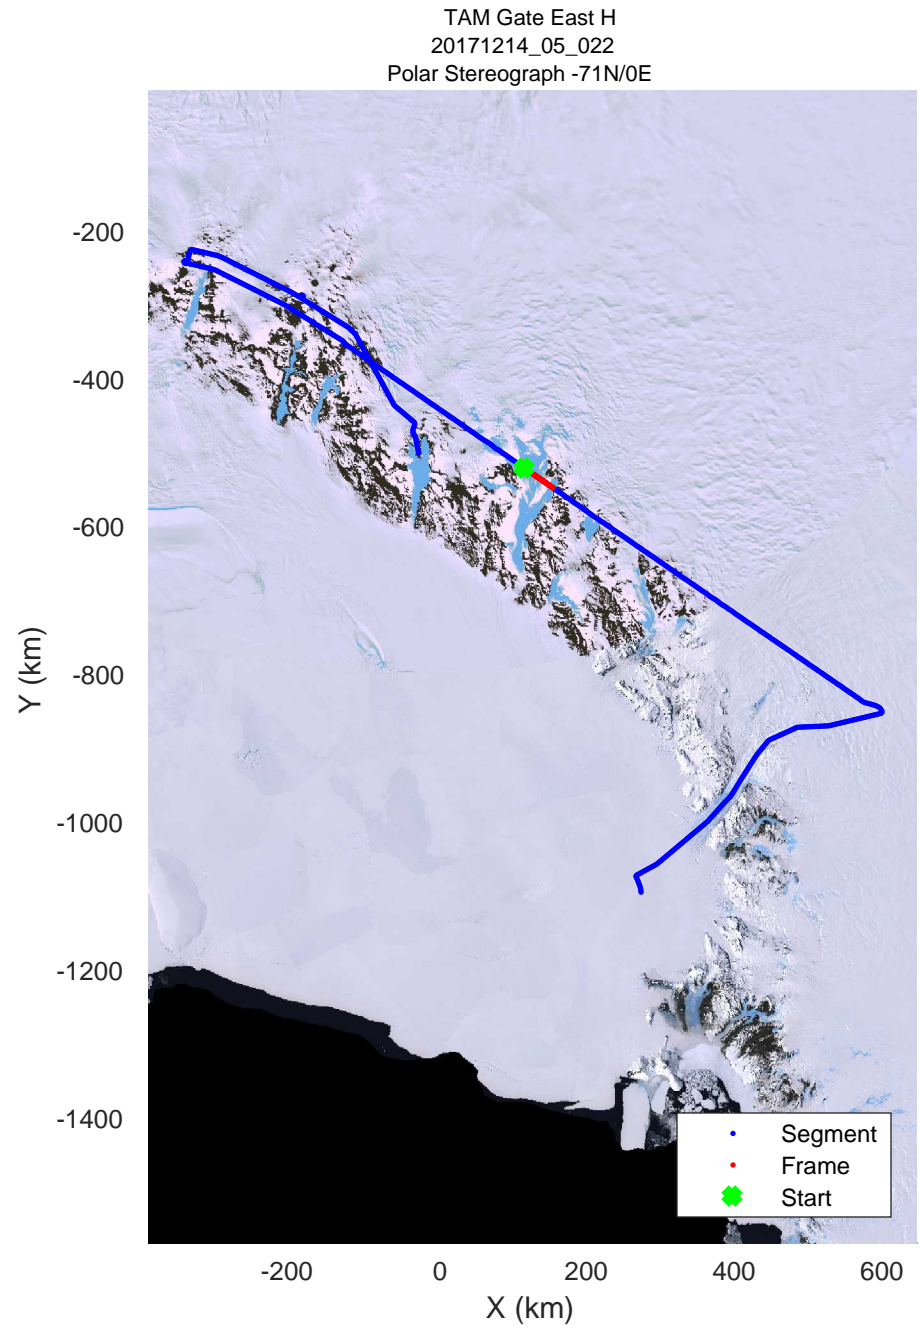 TAM Gate East H
20171214_05_022
Polar Stereograph -71N/0E
-200
-400
-600
-800
-1000
-1200
-1400
Y (km)
Segment
Frame
Start
-200 0 200 400 600
X (km)